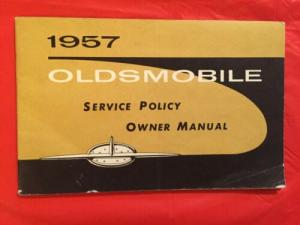 1957
OLDSMOBILE
SERVICE POLICY
OWNER MANUAL